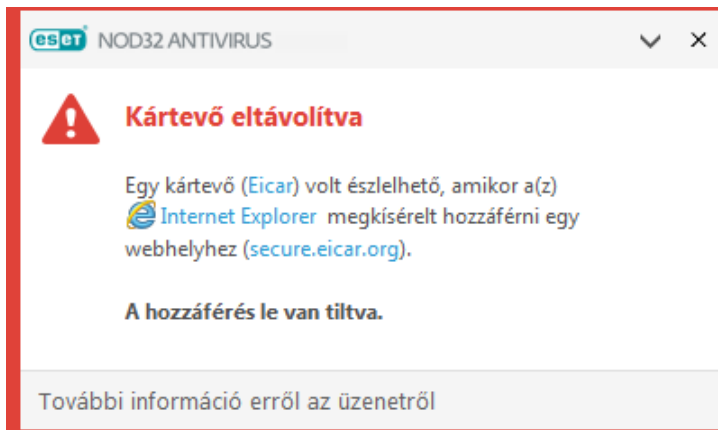 eset NOD32 ANTIVIRUS
Kártevő eltávolítva
Egy kártevő (Eicar) volt észlelhető, amikor a(z)
Internet Explorer megkísérelt hozzáférni egy
webhelyhez (secure.eicar.org).
A hozzáférés le van tiltva.
További információ erről az üzenetről